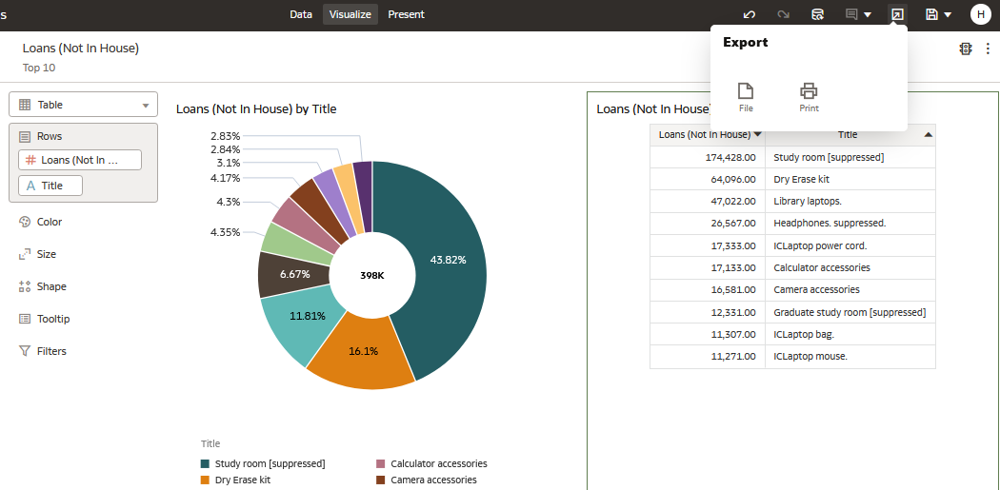 s
Data Visualize Present
H
Export
File Print
Loans (Not In House)
Top 10
Table
Rows
# Loans (Not In ...
A Title
Color
Size
Shape
Tooltip
Filters
Loans (Not In House) by Title
2.83%
2.84%
3.1%
4.17%
4.3%
4.35%
6.67%
11.81%
16.1%
43.82%
398K
Title
Study room [suppressed]
Dry Erase kit
Calculator accessories
Camera accessories
Loans (Not In House)
Loans (Not In House) Title
174,428.00 Study room [suppressed]
64,096.00 Dry Erase kit
47,022.00 Library laptops.
26,567.00 Headphones. suppressed.
17,333.00 ICLaptop power cord.
17,133.00 Calculator accessories
16,581.00 Camera accessories
12,331.00 Graduate study room [suppressed]
11,307.00 ICLaptop bag.
11,271.00 ICLaptop mouse.